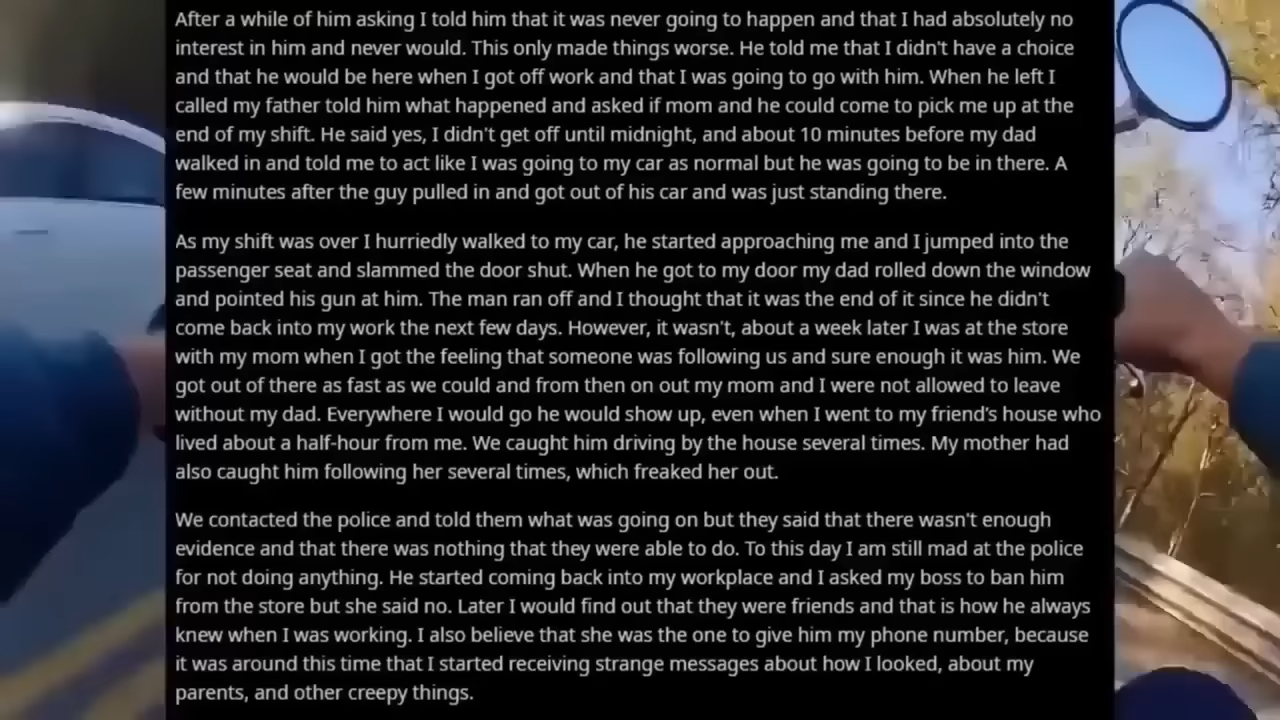 After a while of him asking I told him that it was never going to happen and that I had absolutely no
interest in him and never would. This only made things worse. He told me that I didn't have a choice
and that he would be here when I got off work and that I was going to go with him. When he left I
called my father told him what happened and asked if mom and he could come to pick me up at the
end of my shift. He said yes, I didn't get off until midnight, and about 10 minutes before my dad
walked in and told me to act like I was going to my car as normal but he was going to be in there. A
few minutes after the guy pulled in and got out of his car and was just standing there.
As my shift was over I hurriedly walked to my car, he started approaching me and I jumped into the
passenger seat and slammed the door shut. When he got to my door my dad rolled down the window
and pointed his gun at him. The man ran off and I thought that it was the end of it since he didn't
come back into my work the next few days. However, it wasn't, about a week later I was at the store
with my mom when I got the feeling that someone was following us and sure enough it was him. We
got out of there as fast as we could and from then on out my mom and I were not allowed to leave
without my dad. Everywhere I would go he would show up, even when I went to my friend's house who
lived about a half-hour from me. We caught him driving by the house several times. My mother had
also caught him following her several times, which freaked her out.
We contacted the police and told them what was going on but they said that there wasn't enough
evidence and that there was nothing that they were able to do. To this day I am still mad at the police
for not doing anything. He started coming back into my workplace and I asked my boss to ban him
from the store but she said no. Later I would find out that they were friends and that is how he always
knew when I was working. I also believe that she was the one to give him my phone number, because
it was around this time that I started receiving strange messages about how I looked, about my
parents, and other creepy things.